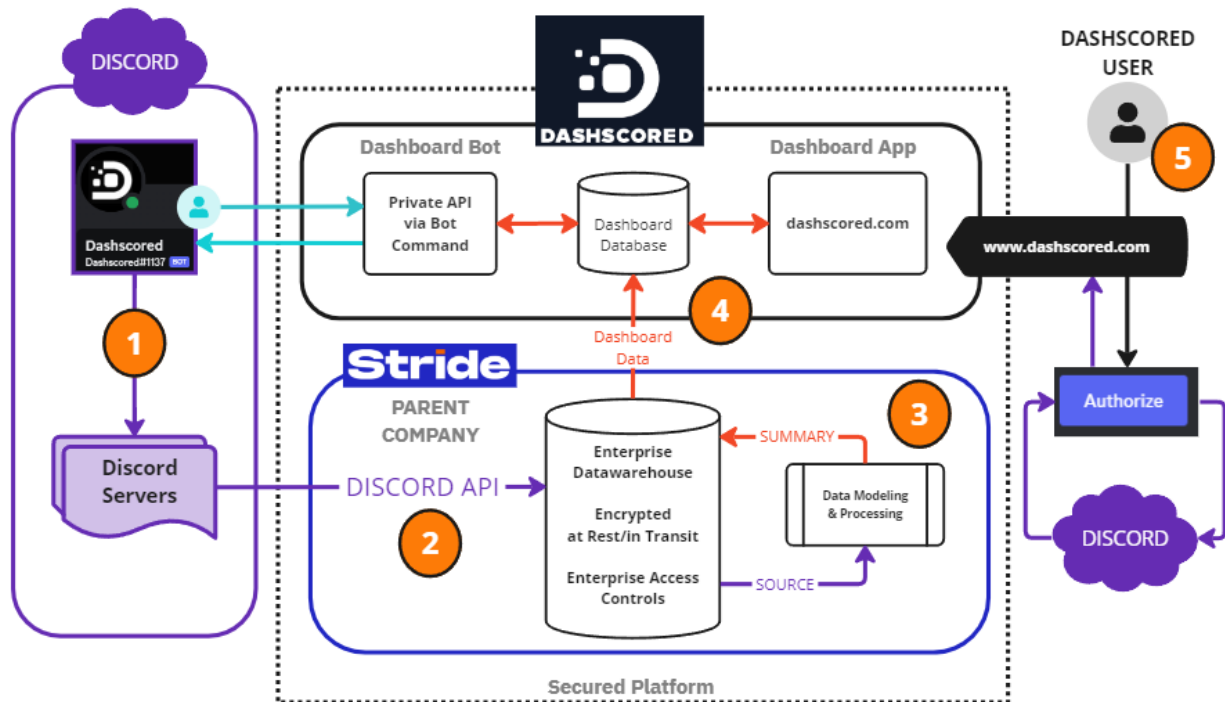 DISCORD
Dashscored
Dashscored#1137 BOT
1
Discord
Servers
DASHSCORED
Dashboard Bot
Dashboard App
Private API
via Bot
Command
Dashboard
Database
dashscored.com
4
Dashboard
Data
Stride
PARENT
COMPANY
DISCORD API
2
Enterprise
Datawarehouse
Encrypted
at Rest/in Transit
Enterprise Access
Controls
3
SUMMARY
Data Modeling
& Processing
SOURCE
Secured Platform
DASHSCORED
USER
5
www.dashscored.com
Authorize
DISCORD